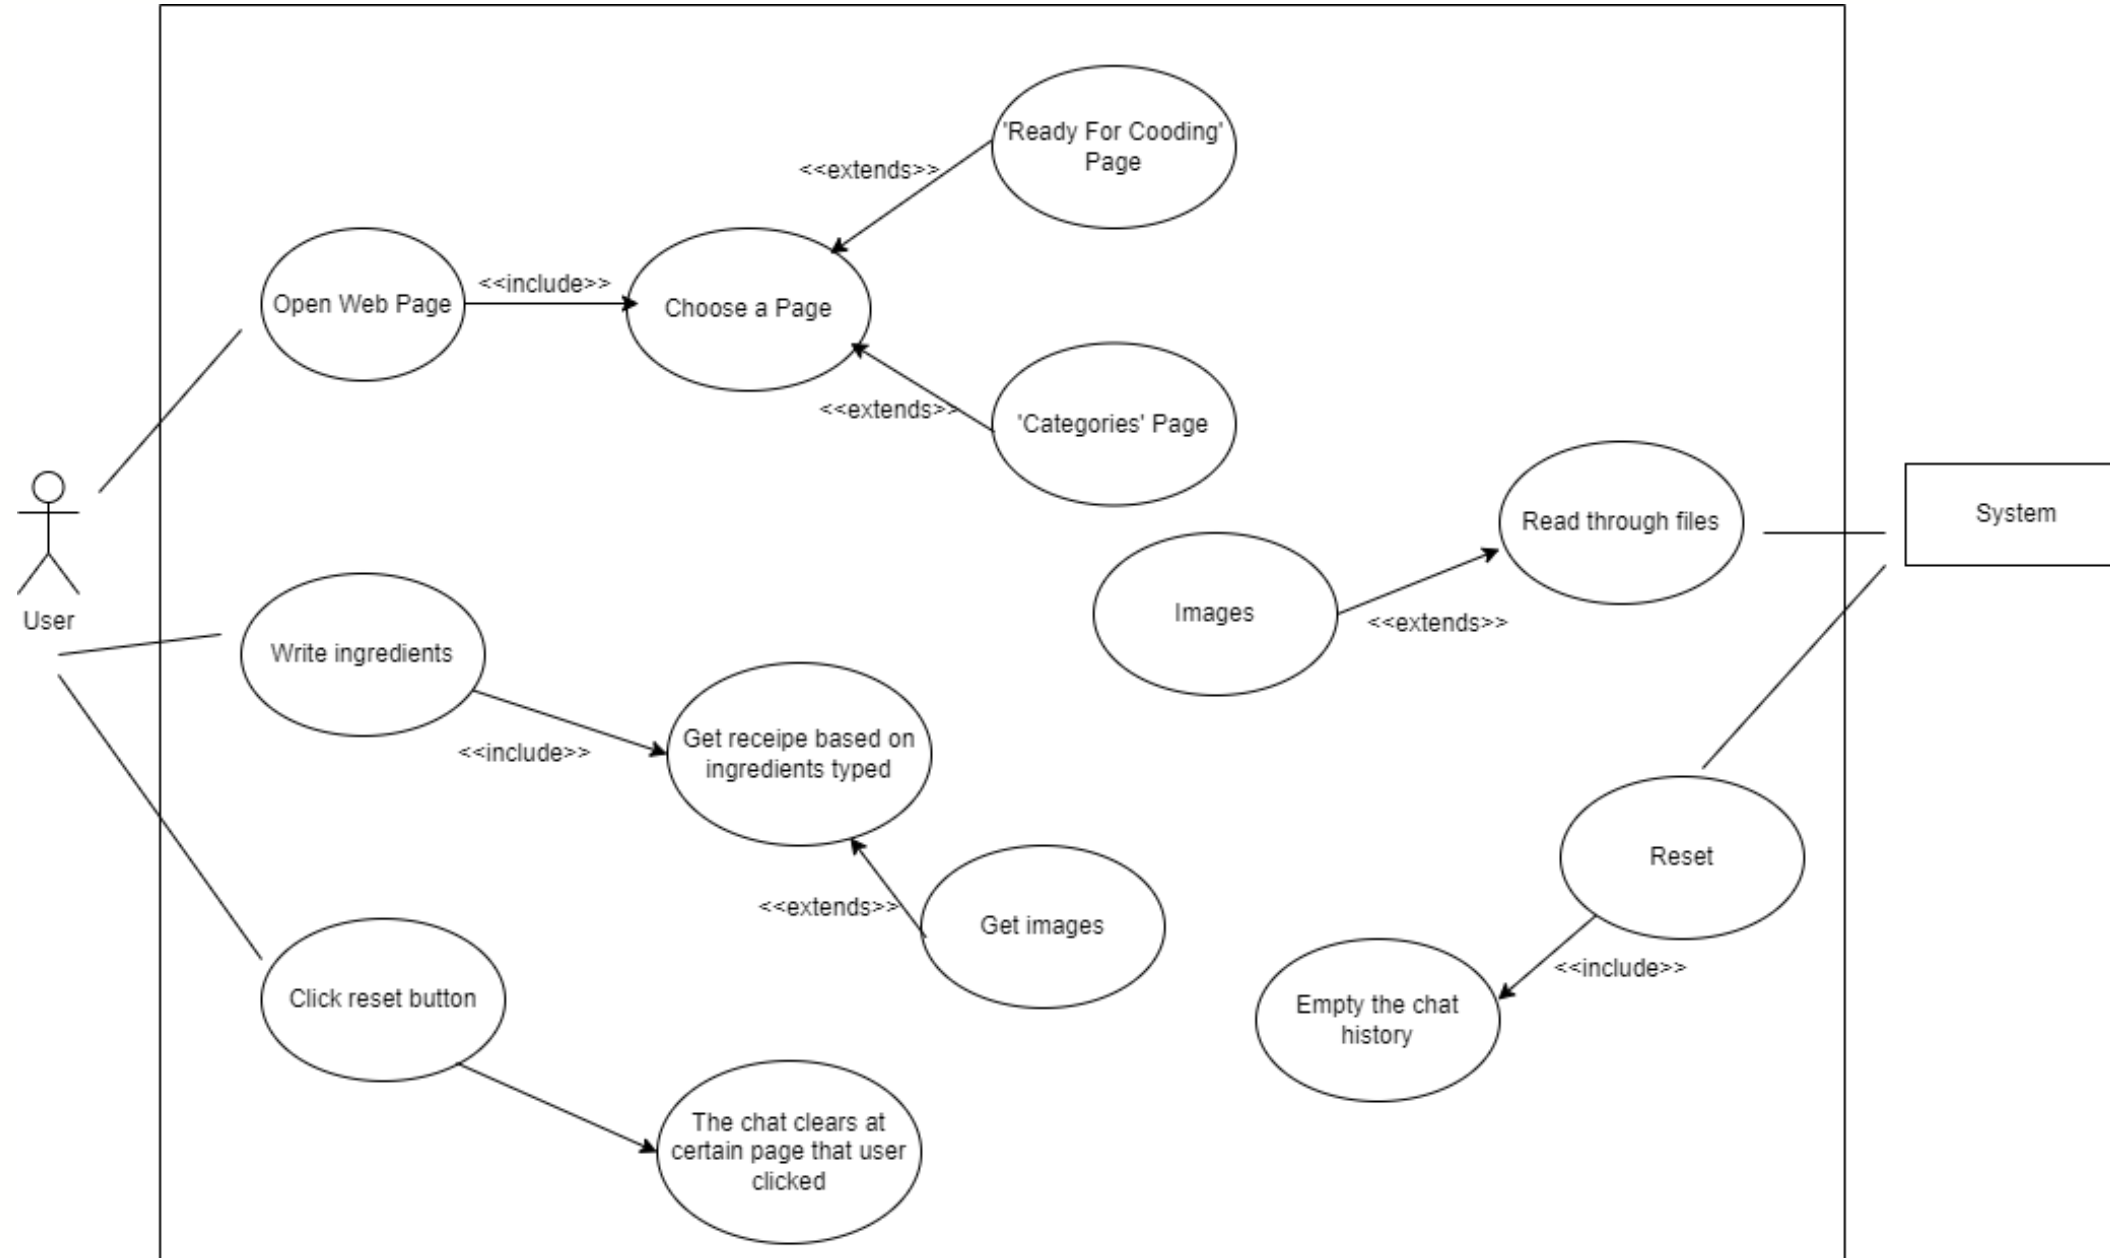 'Ready For Cooding'
Page
<<extends>>
Open Web Page
<<include>>
Choose a Page
<<extends>>
'Categories' Page
Read through files
System
Images
<<extends>>
User
Write ingredients
<<include>>
Get receipe based on
ingredients typed
<<extends>>
Get images
Reset
<<include>>
Empty the chat
history
Click reset button
The chat clears at
certain page that user
clicked